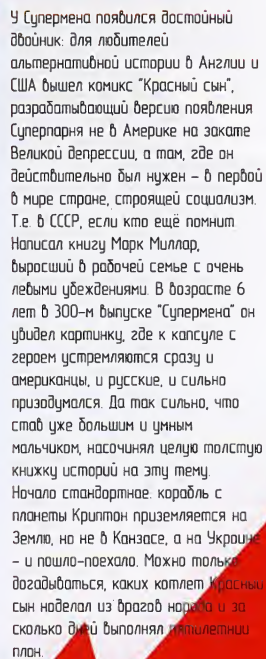 У Супермена появился достойный
двойник: для любителей
альтернативной истории в Англии и
США вышел комикс "Красный сын",
разрабатывающий версию появления
Суперпарня не в Америке на закате
Великой депрессии, а там, где он
действительно был нужен – в первой
в мире стране, строящей социализм.
Т.е. в СССР, если кто ещё помнит.
Написал книгу Марк Миллар,
выросший в рабочей семье с очень
левыми убеждениями. В возрасте 6
лет в 300-м выпуске "Супермена" он
увидел картинку, где к капсуле с
героем устремляются сразу и
американцы, и русские, и сильно
призадумался. Да так сильно, что
став уже большим и умным
мальчиком, насочинял целую толстую
книжку историй на эту тему.
Начало стандартное: корабль с
планеты Криптон приземляется на
Землю, но не в Канзасе, а на Украине
– и пошло-поехало. Можно только
догадываться, каких котлет Красный
сын наделал из врагов народа и за
сколько дней выполнял пятилетний
план.